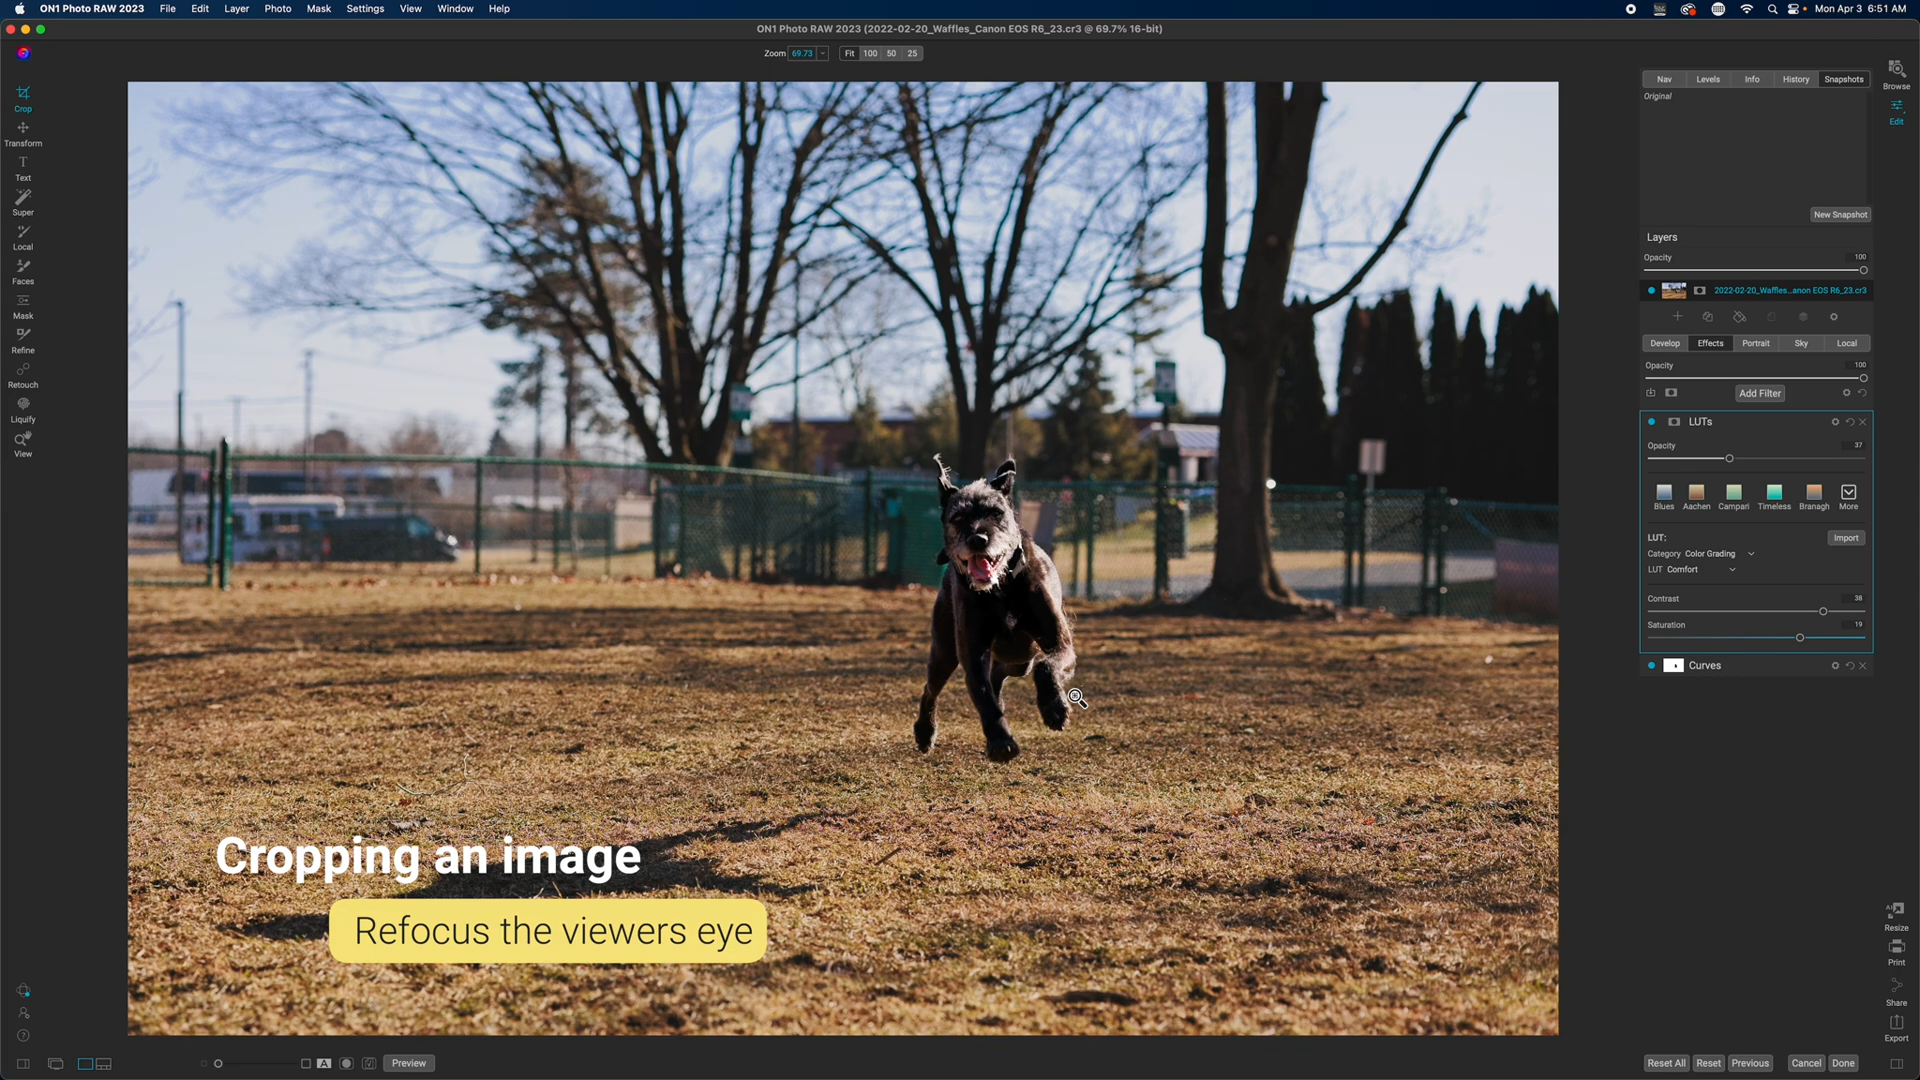 ON1 Photo RAW 2023 File Edit Layer Photo Mask Settings View Window Help Mon Apr 3 6:51 AM
ON1 Photo RAW 2023 (2022-02-20_Waffles_Canon EOS R6_23.cr3 @ 69.7% 16-bit)
Zoom 69.73 Fit 100 50 25
Crop
Transform
Text
Super
Local
Faces
Mask
Refine
Retouch
Liquify
View
Cropping an image
Refocus the viewers eye
Nav Levels Info History Snapshots
Original
New Snapshot
Layers
Opacity 100
2022-02-20_Waffles...anon EOS R6_23.cr3
Develop Effects Portrait Sky Local
Opacity 100
Add Filter
LUTs
Opacity 37
Blues Aachen Campari Timeless Branagh More
LUT: Import
Category Color Grading
LUT Comfort
Contrast 38
Saturation 19
Curves
Browse
Edit
AI
Resize
Print
Share
Export
A Preview
Reset All Reset Previous Cancel Done